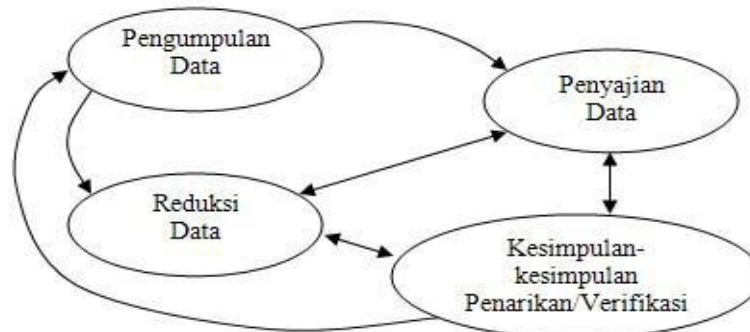 Pengumpulan
Data
Penyajian
Data
Reduksi
Data
Kesimpulan-
kesimpulan
Penarikan/Verifikasi